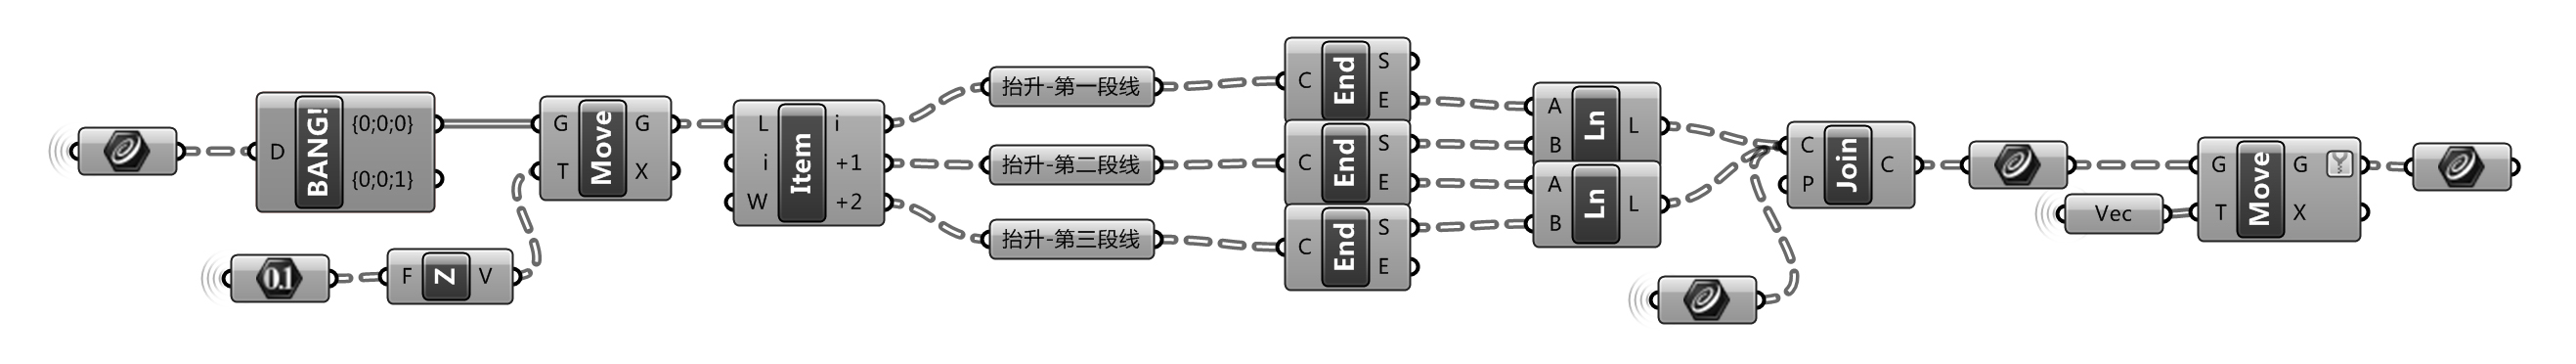 D BANG! {0;0;0} {0;0;1}
0.1
F Z V
G T Move G X
L i W Item i +1 +2
抬升-第一段线
抬升-第二段线
抬升-第三段线
C End S E
C End S E
C End S E
A B Ln L
A B Ln L
C P Join C
Vec
G T Move G X